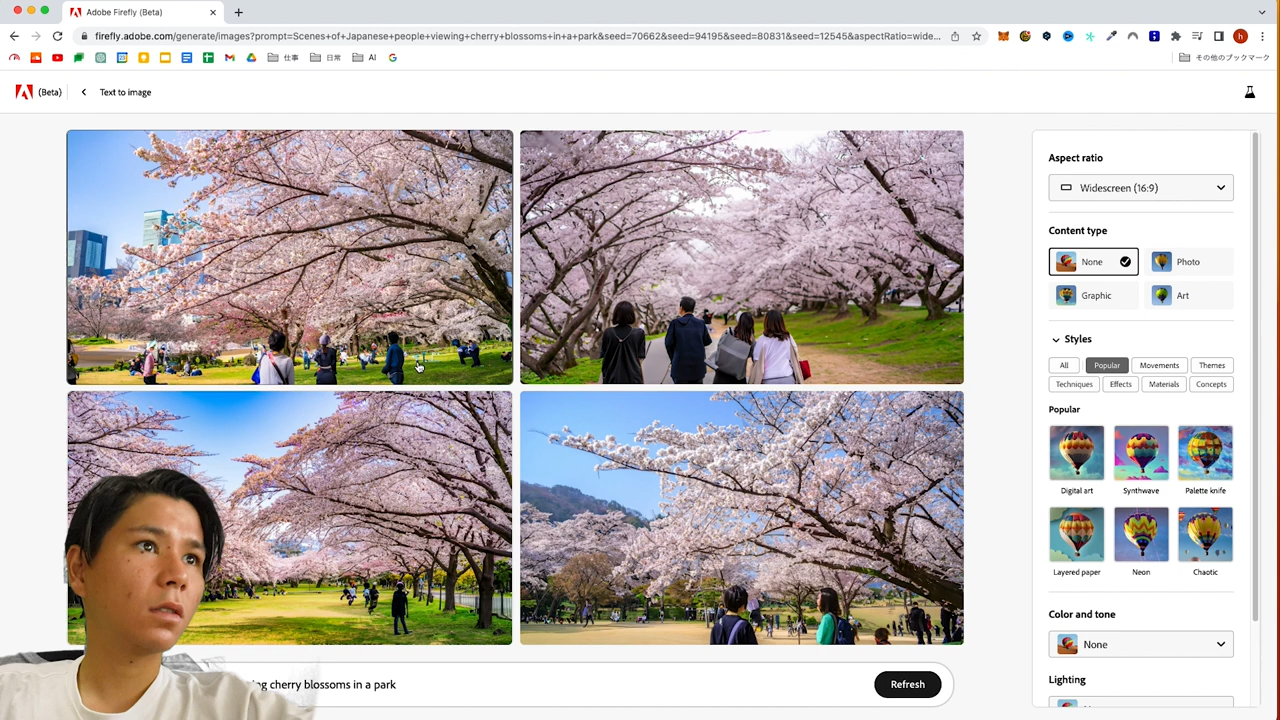 Adobe Firefly (Beta)
firefly.adobe.com/generate/images?prompt=Scenes+of+Japanese+people+viewing+cherry+blossoms+in+a+park&seed=70662&seed=94195&seed=80831&seed=12545&aspectRatio=wide...
h
仕事
日常
AI
その他のブックマーク
(Beta)
Text to image
Aspect ratio
Widescreen (16:9)
Content type
None
Photo
Graphic
Art
Styles
All
Popular
Movements
Themes
Techniques
Effects
Materials
Concepts
Popular
Digital art
Synthwave
Palette knife
Layered paper
Neon
Chaotic
Color and tone
None
Lighting
cherry blossoms in a park
Refresh